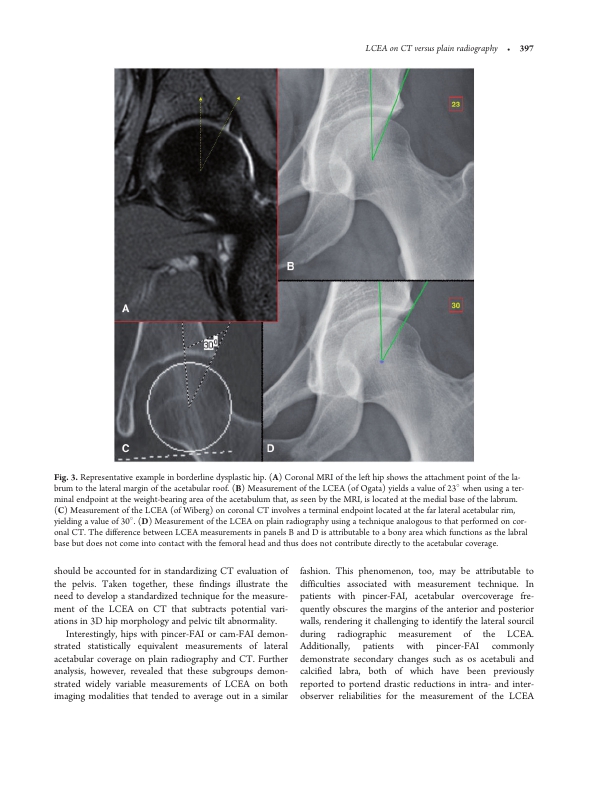 LCEA on CT versus plain radiography • 397
23
B
A
30
30°
C
D
Fig. 3. Representative example in borderline dysplastic hip. (A) Coronal MRI of the left hip shows the attachment point of the la-
brum to the lateral margin of the acetabular roof. (B) Measurement of the LCEA (of Ogata) yields a value of 23° when using a ter-
minal endpoint at the weight-bearing area of the acetabulum that, as seen by the MRI, is located at the medial base of the labrum.
(C) Measurement of the LCEA (of Wiberg) on coronal CT involves a terminal endpoint located at the far lateral acetabular rim,
yielding a value of 30°. (D) Measurement of the LCEA on plain radiography using a technique analogous to that performed on cor-
onal CT. The difference between LCEA measurements in panels B and D is attributable to a bony area which functions as the labral
base but does not come into contact with the femoral head and thus does not contribute directly to the acetabular coverage.
should be accounted for in standardizing CT evaluation of
the pelvis. Taken together, these findings illustrate the
need to develop a standardized technique for the measure-
ment of the LCEA on CT that subtracts potential vari-
ations in 3D hip morphology and pelvic tilt abnormality.
Interestingly, hips with pincer-FAI or cam-FAI demon-
strated statistically equivalent measurements of lateral
acetabular coverage on plain radiography and CT. Further
analysis, however, revealed that these subgroups demon-
strated widely variable measurements of LCEA on both
imaging modalities that tended to average out in a similar
fashion. This phenomenon, too, may be attributable to
difficulties associated with measurement technique. In
patients with pincer-FAI, acetabular overcoverage fre-
quently obscures the margins of the anterior and posterior
walls, rendering it challenging to identify the lateral sourcil
during radiographic measurement of the LCEA.
Additionally, patients with pincer-FAI commonly
demonstrate secondary changes such as os acetabuli and
calcified labra, both of which have been previously
reported to portend drastic reductions in intra- and inter-
observer reliabilities for the measurement of the LCEA